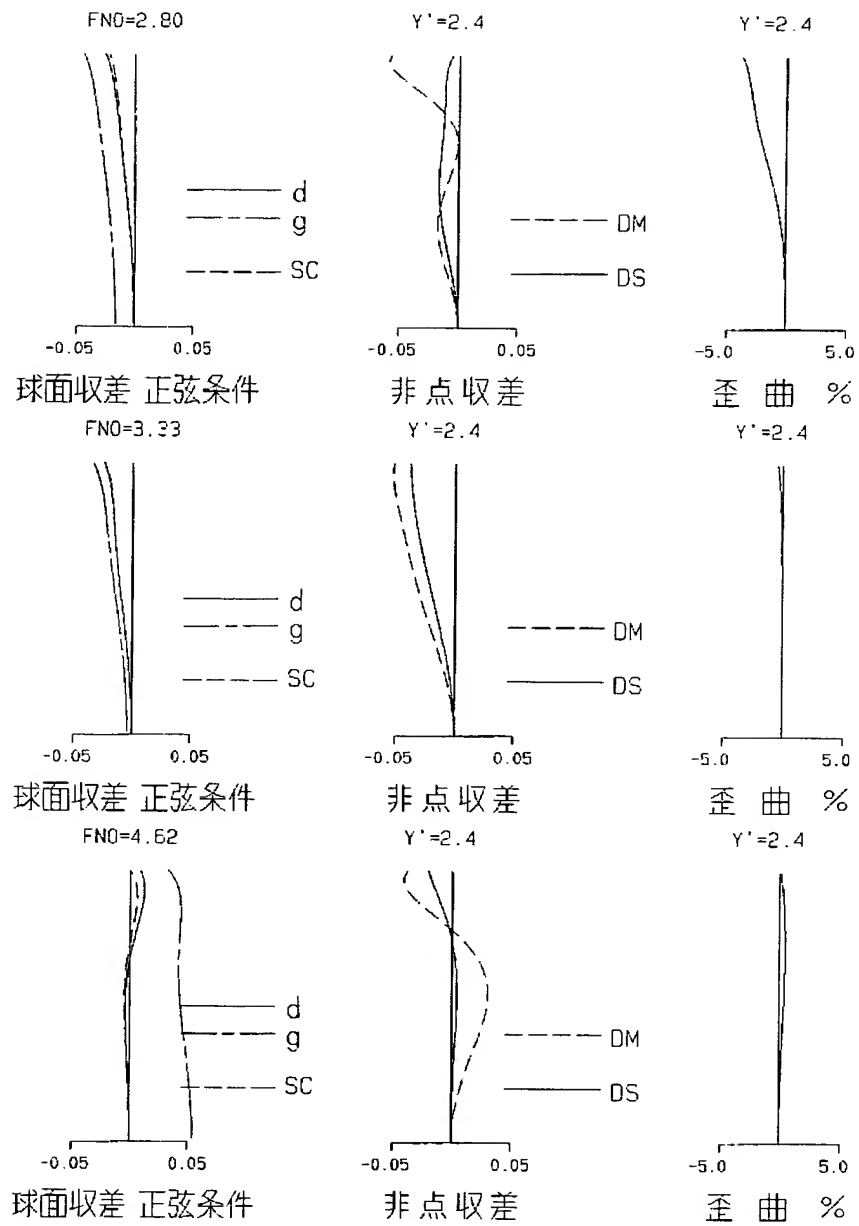 FNO=2.80 Y'=2.4 Y'=2.4
d
g
SC
DM
DS
-0.05 0.05 -0.05 0.05 -5.0 5.0
球面収差 正弦条件 非点収差 歪曲 %
FNO=3.33 Y'=2.4 Y'=2.4
d
g
SC
DM
DS
-0.05 0.05 -0.05 0.05 -5.0 5.0
球面収差 正弦条件 非点収差 歪曲 %
FNO=4.62 Y'=2.4 Y'=2.4
d
g
SC
DM
DS
-0.05 0.05 -0.05 0.05 -5.0 5.0
球面収差 正弦条件 非点収差 歪曲 %